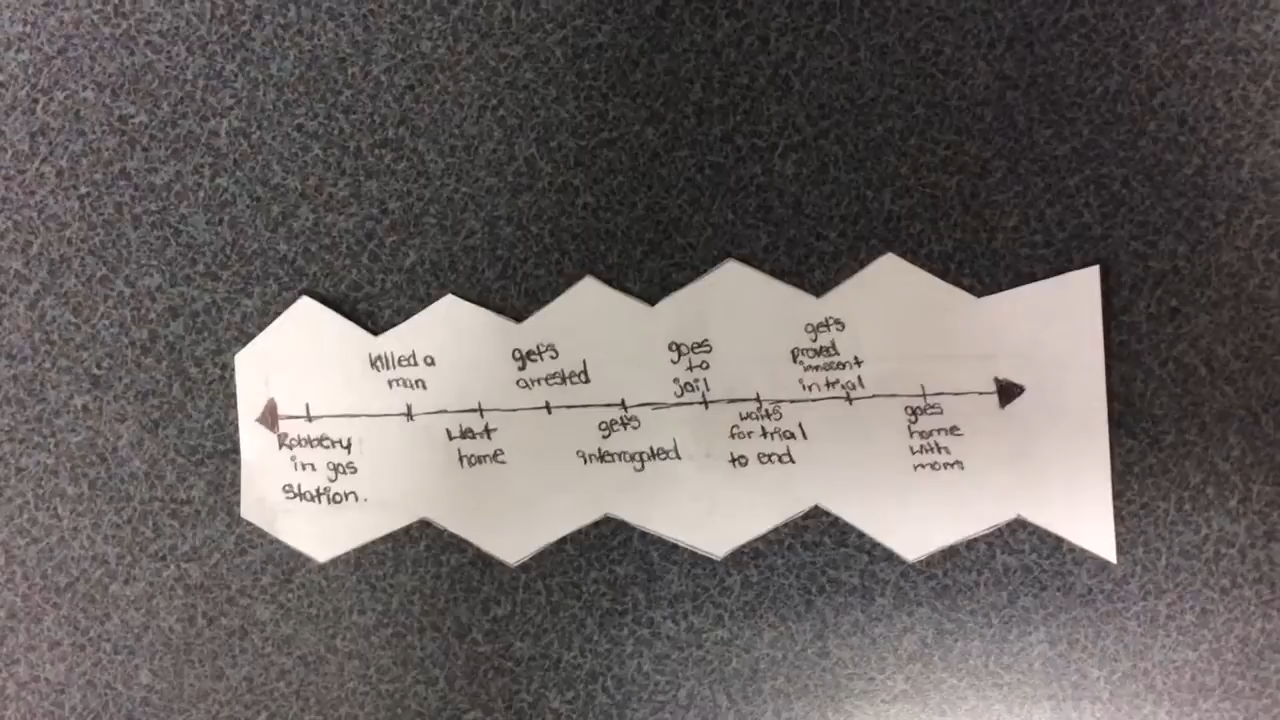 Robbery
in gas
Station.
killed a
man
Went
home
gets
arrested
gets
interrogated
goes
to
jail
waits
for trial
to end
gets
proved
innocent
in trial
goes
home
with
mom